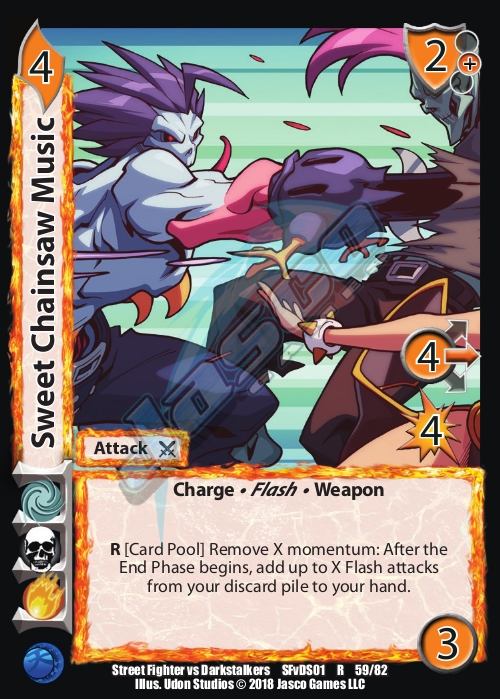 4
2
+
Sweet Chainsaw Music
4
4
Attack
Charge • Flash • Weapon
R [Card Pool] Remove X momentum: After the
End Phase begins, add up to X Flash attacks
from your discard pile to your hand.
3
Street Fighter vs Darkstalkers SFvDS01 R 59/82
Illus. Udon Studios © 2018 Jasco Games LLC